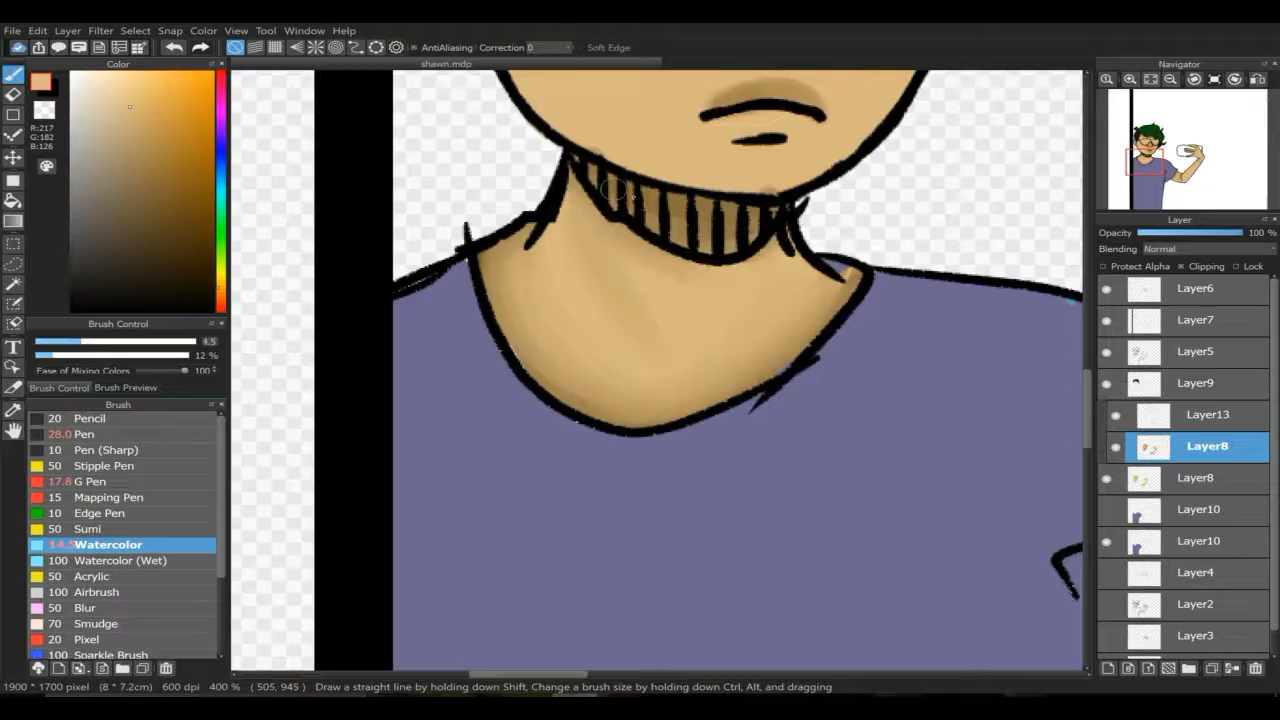 File Edit Layer Filter Select Snap Color View Tool Window Help
AntiAliasing Correction 0 Soft Edge
Color
shawn.mdp
Navigator
R:217
G:182
B:126
Layer
Opacity 100 %
Blending Normal
Protect Alpha Clipping Lock
Layer6
Layer7
Layer5
Layer9
Layer13
Layer8
Layer8
Layer10
Layer10
Layer4
Layer2
Layer3
Brush Control
4.5
12 %
Ease of Mixing Colors 100
Brush Control Brush Preview
Brush
20 Pencil
28.0 Pen
10 Pen (Sharp)
50 Stipple Pen
17.8 G Pen
15 Mapping Pen
10 Edge Pen
50 Sumi
14.5 Watercolor
100 Watercolor (Wet)
50 Acrylic
100 Airbrush
50 Blur
70 Smudge
20 Pixel
100 Sparkle Brush
1900 * 1700 pixel (8 * 7.2cm) 600 dpi 400 % ( 505, 945 ) Draw a straight line by holding down Shift, Change a brush size by holding down Ctrl, Alt, and dragging